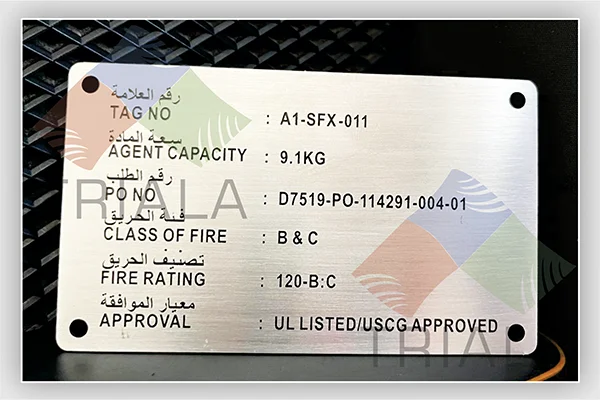 رقم العلامة
TAG NO : A1-SFX-011
سعة المادة
AGENT CAPACITY : 9.1KG
رقم الطلب
PO NO : D7519-PO-114291-004-01
فئة الحريق
CLASS OF FIRE : B & C
تصنيف الحريق
FIRE RATING : 120-B:C
معيار الموافقة
APPROVAL : UL LISTED/USCG APPROVED
TRIALA
TRIALA